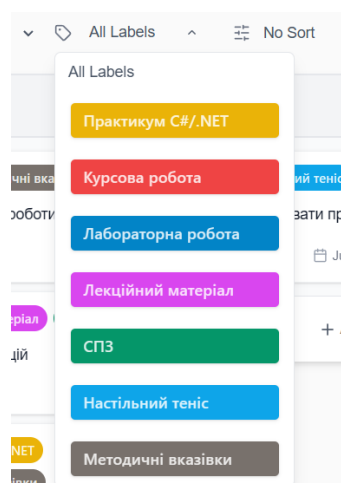 All Labels
No Sort
All Labels
Практикум C#/.NET
Курсова робота
Лабораторна робота
Лекційний матеріал
СПЗ
Настільний теніс
Методичні вказівки